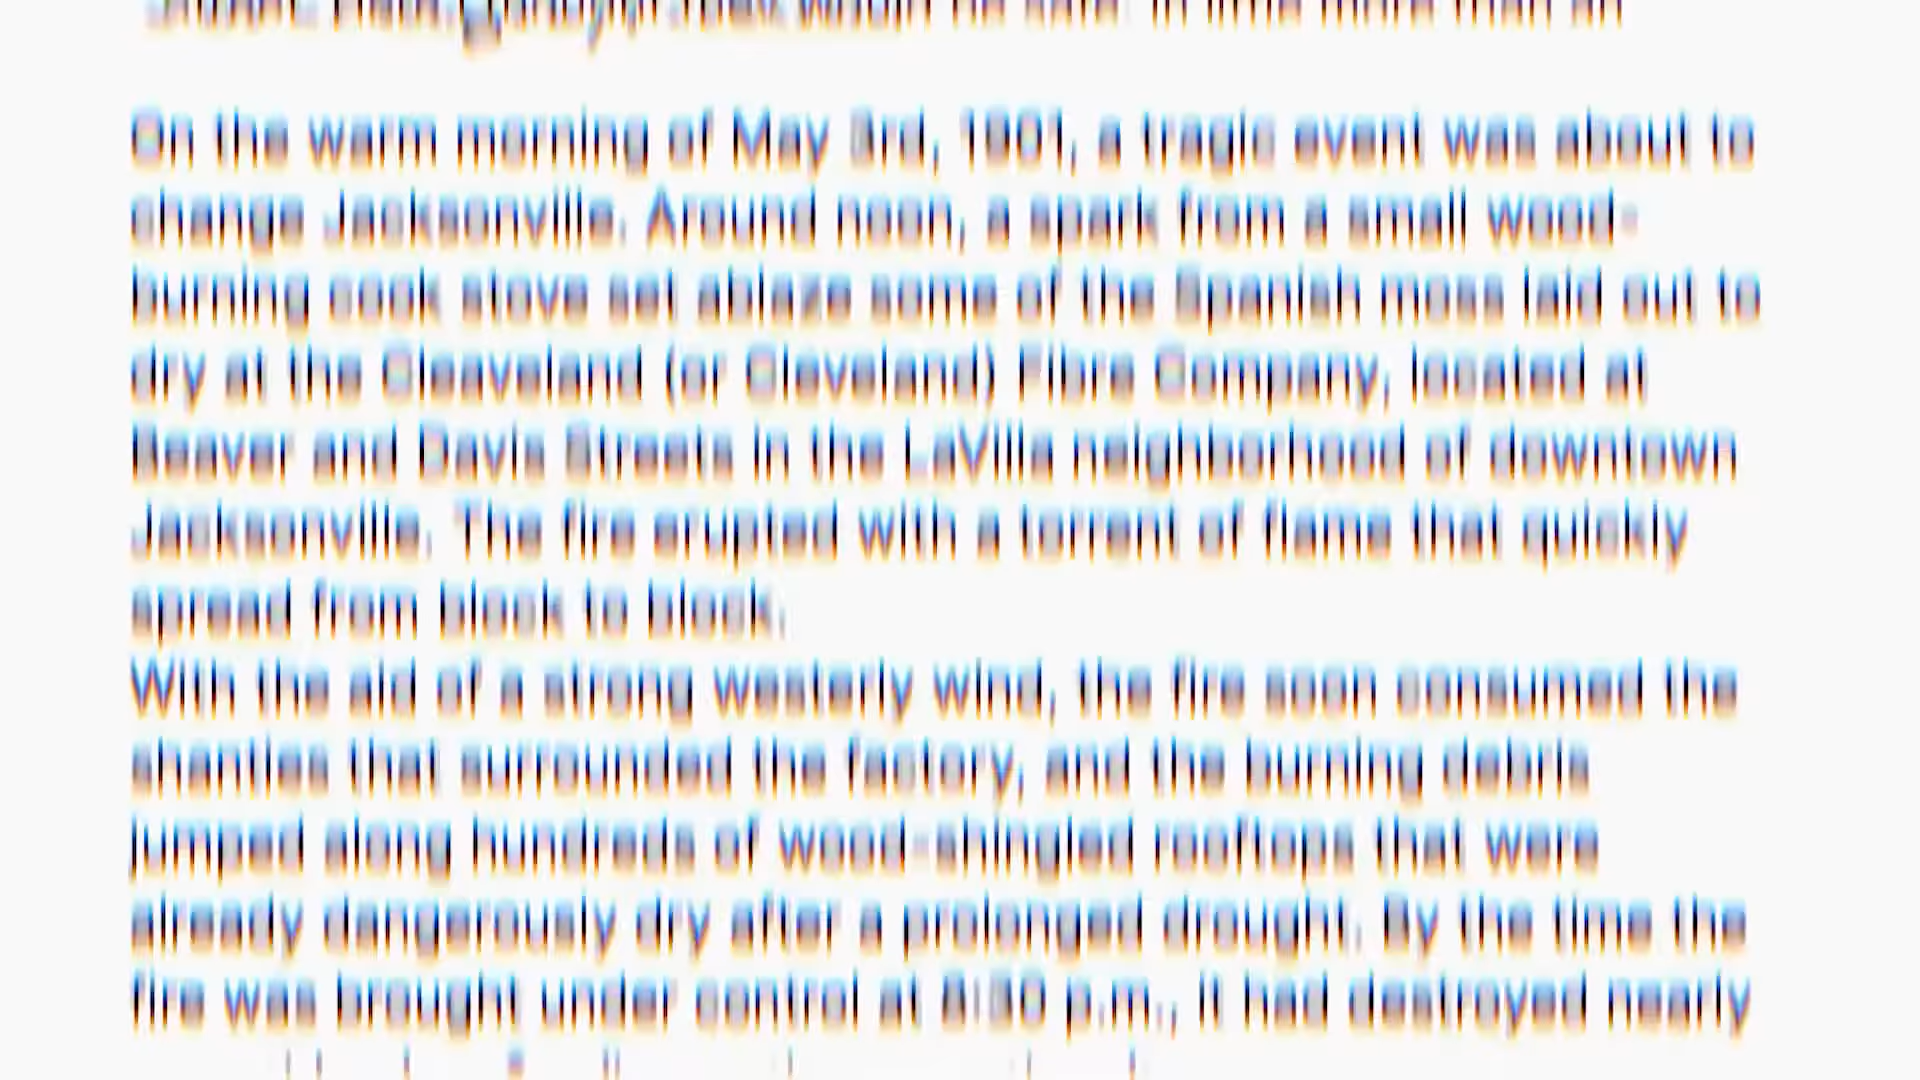 On the warm morning of May 3rd, 1901, a tragic event was about to
change Jacksonville. Around noon, a spark from a small wood-
burning cook stove set ablaze some of the Spanish moss laid out to
dry at the Cleaveland (or Cleveland) Fibre Company, located at
Beaver and Davis Streets in the LaVilla neighborhood of downtown
Jacksonville. The fire erupted with a torrent of flame that quickly
spread from block to block.
With the aid of a strong westerly wind, the fire soon consumed the
shanties that surrounded the factory, and the burning debris
jumped along hundreds of wood-shingled rooftops that were
already dangerously dry after a prolonged drought. By the time the
fire was brought under control at 8:30 p.m., it had destroyed nearly